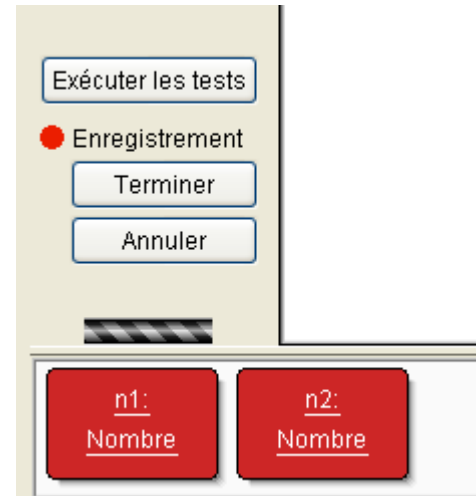 Exécuter les tests
Enregistrement
Terminer
Annuler
n1:
Nombre
n2:
Nombre